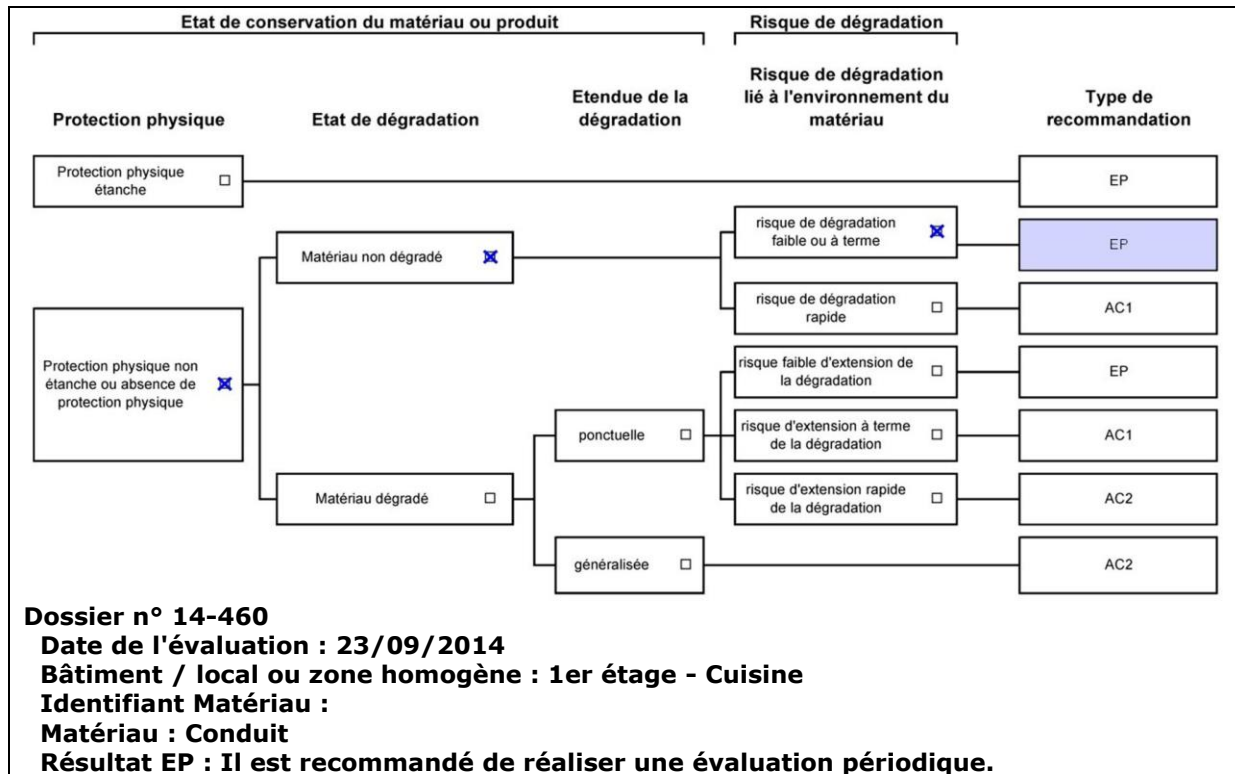 Etat de conservation du matériau ou produit
Risque de dégradation
Protection physique
Etat de dégradation
Etendue de la
dégradation
Risque de dégradation
lié à l'environnement du
matériau
Type de
recommandation
Protection physique
étanche
EP
risque de dégradation
faible ou à terme
EP
Matériau non dégradé
risque de dégradation
rapide
AC1
Protection physique non
étanche ou absence de
protection physique
risque faible d'extension de
la dégradation
EP
ponctuelle
risque d'extension à terme
de la dégradation
AC1
Matériau dégradé
risque d'extension rapide
de la dégradation
AC2
généralisée
AC2
Dossier n° 14-460
Date de l'évaluation : 23/09/2014
Bâtiment / local ou zone homogène : 1er étage - Cuisine
Identifiant Matériau :
Matériau : Conduit
Résultat EP : Il est recommandé de réaliser une évaluation périodique.